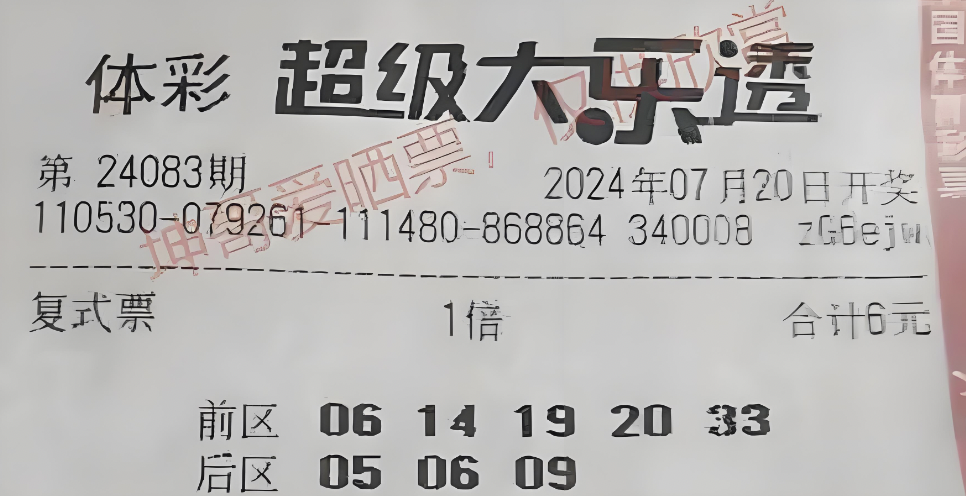 体彩 超级大乐透
仅供欣赏
坤哥爱晒票!
第 24083期 2024年07月20日开奖
110530-079261-111480-868864 340008 zG6ejw
复式票 1倍 合计6元
前区 06 14 19 20 33
后区 05 06 09